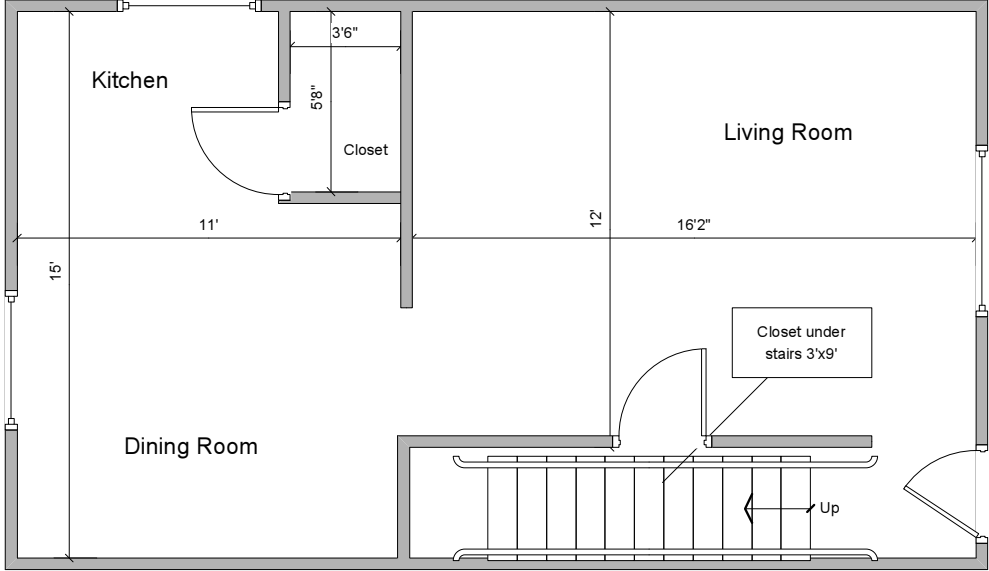 3'6"
Kitchen
5'8"
Living Room
Closet
11'
12'
16'2"
15'
Closet under
stairs 3'x9'
Dining Room
Up